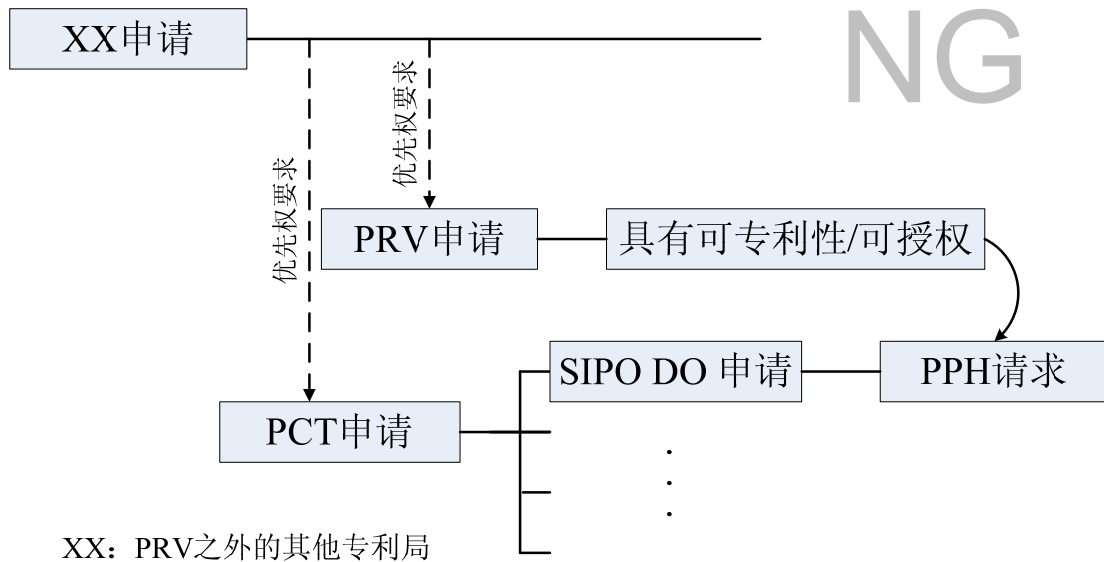 XX申请
NG
优先权要求
优先权要求
PRV申请
具有可专利性/可授权
SIPO DO 申请
PPH请求
PCT申请
XX：PRV之外的其他专利局